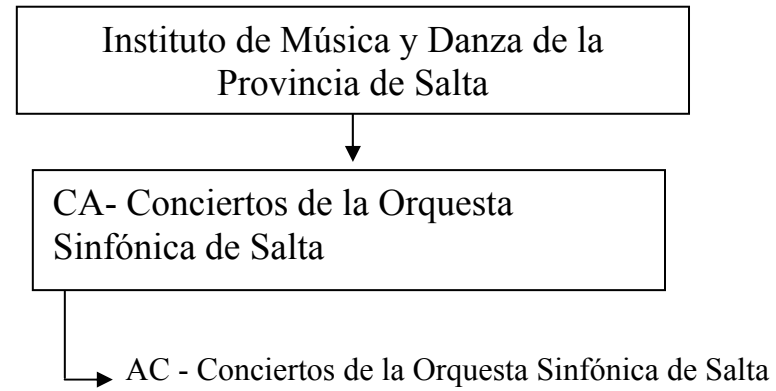 Instituto de Música y Danza de la
Provincia de Salta
CA- Conciertos de la Orquesta
Sinfónica de Salta
AC - Conciertos de la Orquesta Sinfónica de Salta